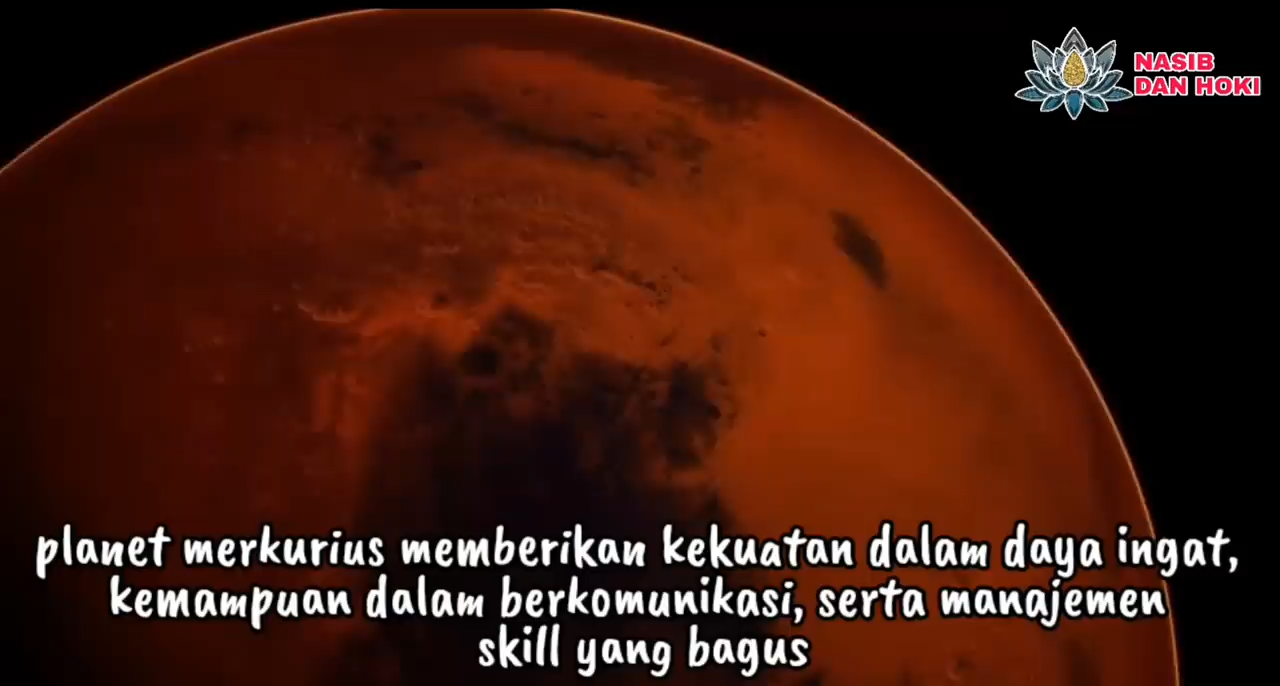 NASIB
DAN HOKI
planet merkurius memberikan kekuatan dalam daya ingat,
kemampuan dalam berkomunikasi, serta manajemen
skill yang bagus